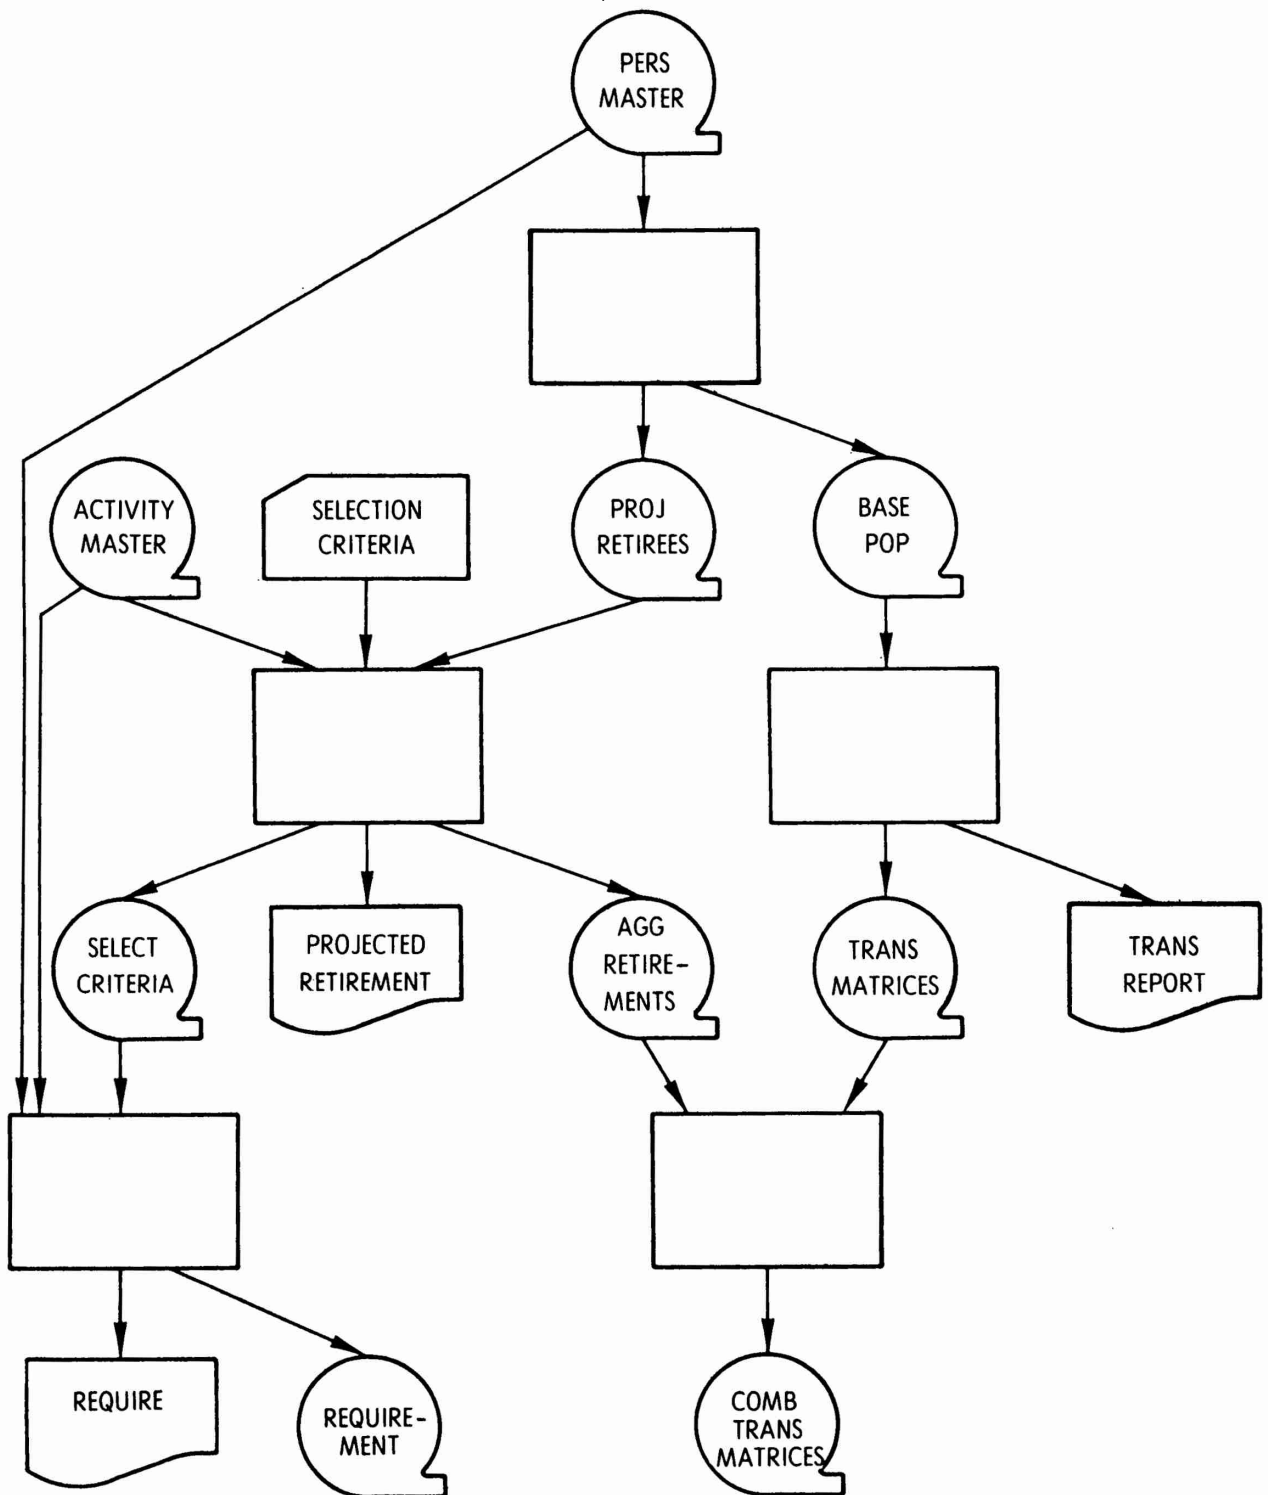 PERS
MASTER
ACTIVITY
MASTER
SELECTION
CRITERIA
PROJ
RETIREES
BASE
POP
SELECT
CRITERIA
PROJECTED
RETIREMENT
AGG
RETIRE-
MENTS
TRANS
MATRICES
TRANS
REPORT
REQUIRE
REQUIRE-
MENT
COMB
TRANS
MATRICES